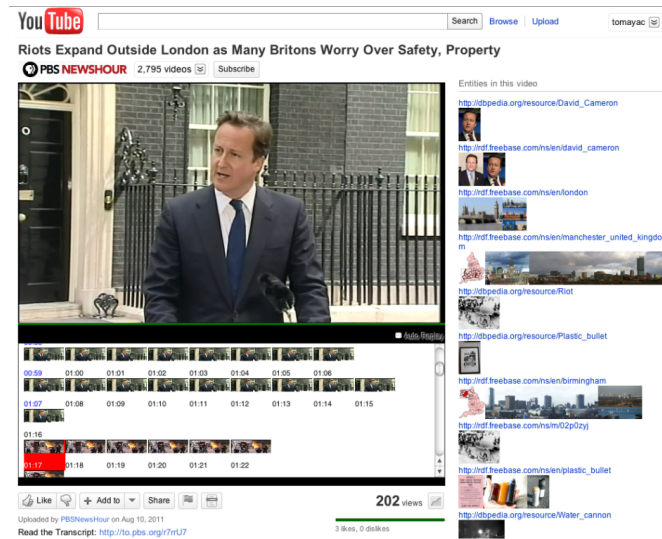 You Tube
Search Browse Upload tomayac
Riots Expand Outside London as Many Britons Worry Over Safety, Property
PBS NEWSHOUR 2,795 videos Subscribe
Entities in this video
http://dbpedia.org/resource/David_Cameron
http://rdf.freebase.com/ns/en/david_cameron
http://rdf.freebase.com/ns/en/london
http://rdf.freebase.com/ns/en/manchester_united_kingdo
m
http://dbpedia.org/resource/Riot
http://dbpedia.org/resource/Plastic_bullet
http://rdf.freebase.com/ns/en/birmingham
http://rdf.freebase.com/ns/m/02p0zyj
http://rdf.freebase.com/ns/en/plastic_bullet
http://dbpedia.org/resource/Water_cannon
Auto Replay
00:59 01:00 01:01 01:02 01:03 01:04 01:05 01:06
01:07 01:08 01:09 01:10 01:11 01:12 01:13 01:14 01:15
01:16
01:17 01:18 01:19 01:20 01:21 01:22
Like Add to Share 202 views
Uploaded by PBSNewsHour on Aug 10, 2011
3 likes, 0 dislikes
Read the Transcript: http://to.pbs.org/r7rrU7